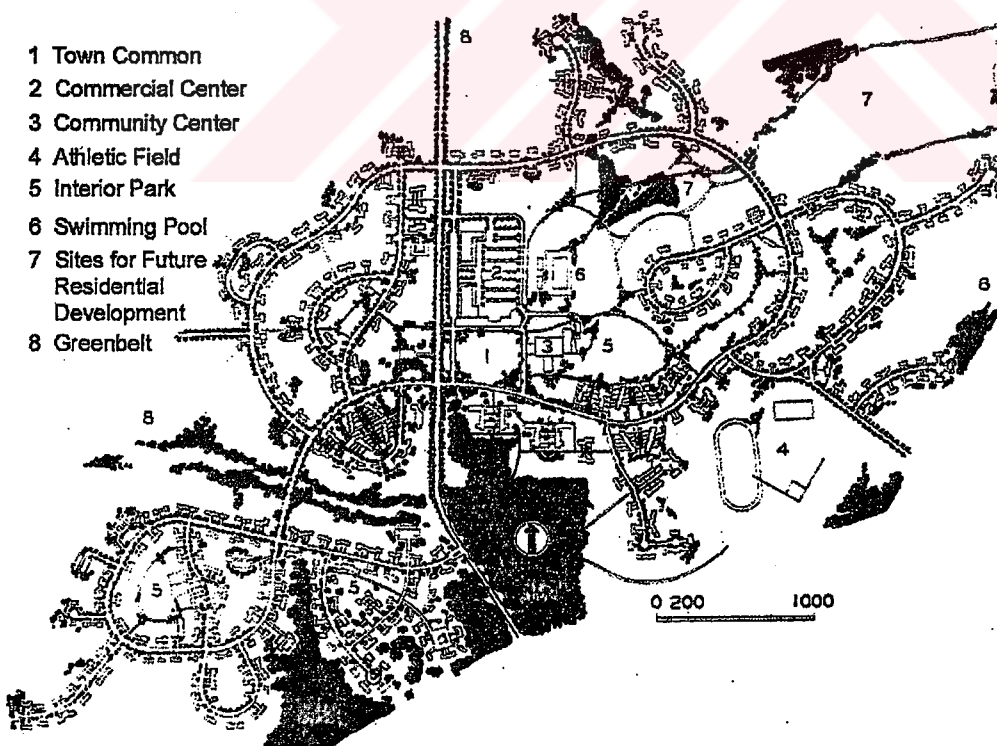 1 Town Common
2 Commercial Center
3 Community Center
4 Athletic Field
5 Interior Park
6 Swimming Pool
7 Sites for Future
Residential
Development
8 Greenbelt
8
7
7
2
6
8
1
3
5
8
4
5
5
0 200 1000